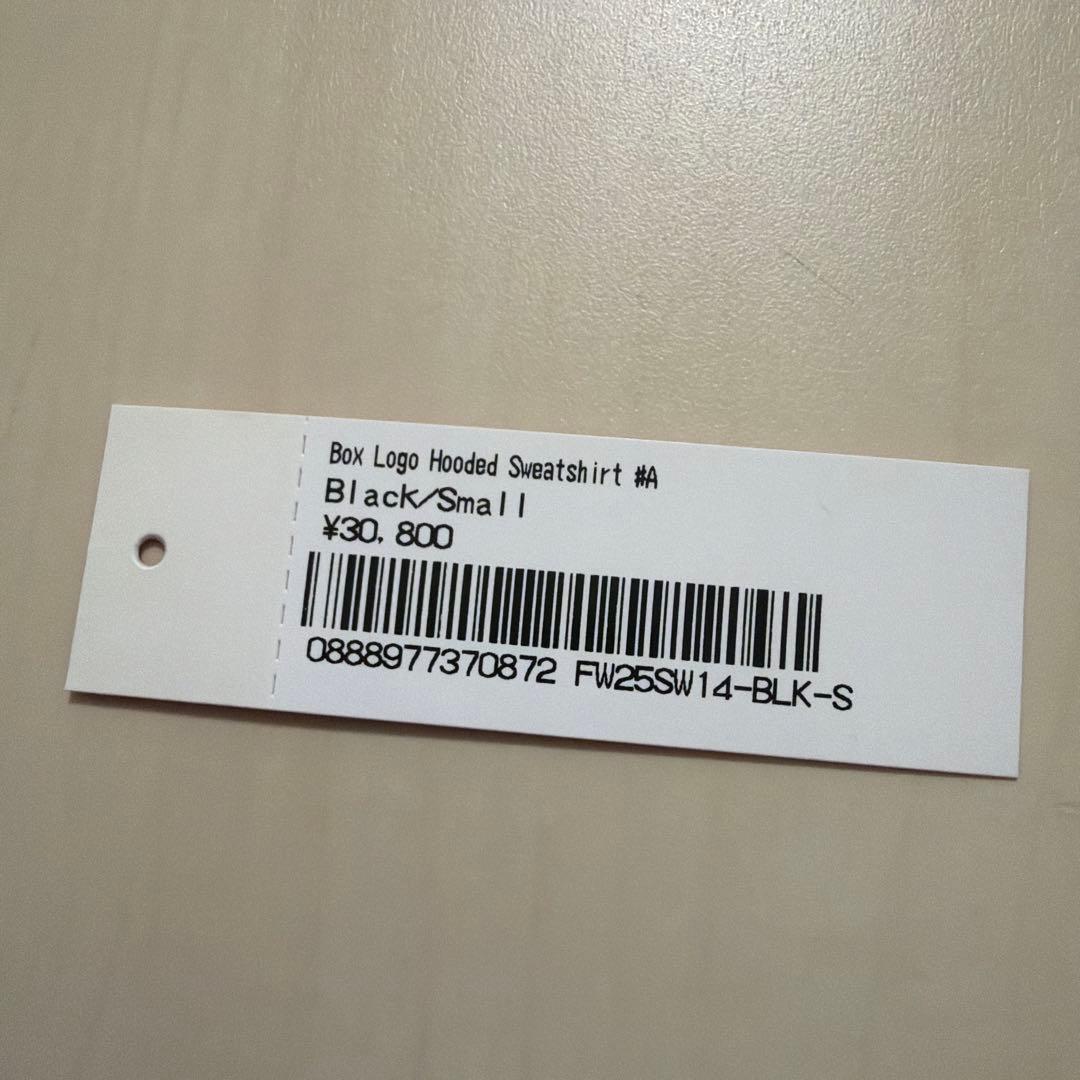 Box Logo Hooded Sweatshirt #A
Black/Small
¥30,800
0888977370872 FW25SW14-BLK-S